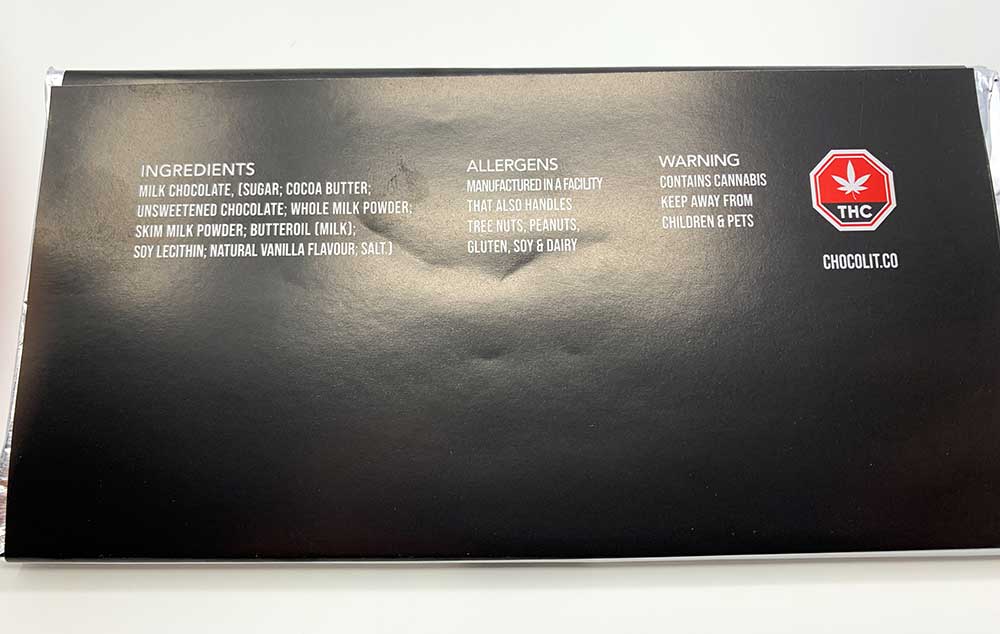 INGREDIENTS
MILK CHOCOLATE, (SUGAR; COCOA BUTTER;
UNSWEETENED CHOCOLATE; WHOLE MILK POWDER;
SKIM MILK POWDER; BUTTEROIL (MILK);
SOY LECITHIN; NATURAL VANILLA FLAVOUR; SALT.)
ALLERGENS
MANUFACTURED IN A FACILITY
THAT ALSO HANDLES
TREE NUTS, PEANUTS,
GLUTEN, SOY & DAIRY
WARNING
CONTAINS CANNABIS
KEEP AWAY FROM
CHILDREN & PETS
THC
CHOCOLIT.CO